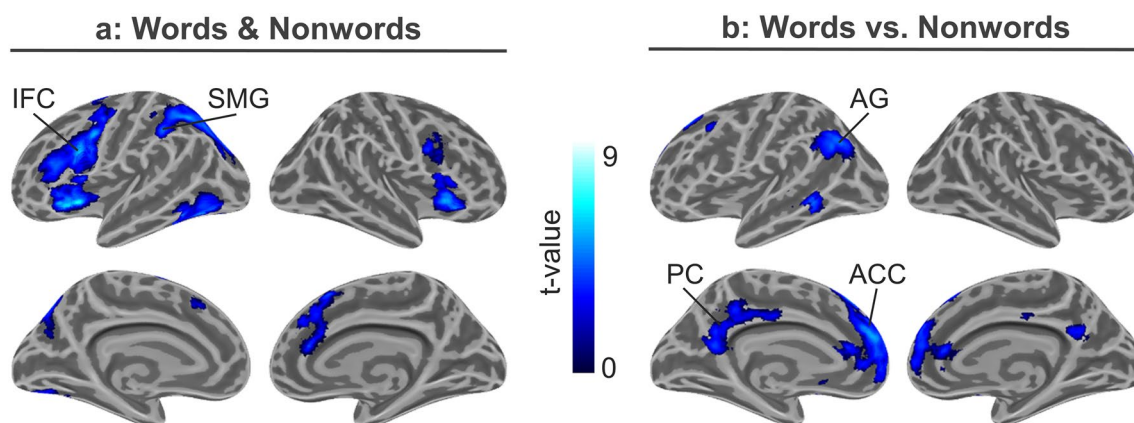 a: Words & Nonwords
b: Words vs. Nonwords
IFC
SMG
AG
9
t-value
0
PC
ACC